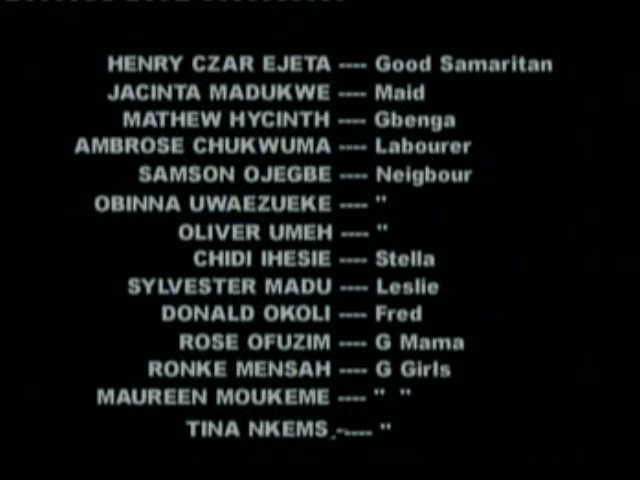 HENRY CZAR EJETA ---- Good Samaritan
JACINTA MADUKWE ---- Maid
MATHEW HYCINTH ---- Gbenga
AMBROSE CHUKWUMA ---- Labourer
SAMSON OJEGBE ---- Neigbour
OBINNA UWAEZUEKE ---- "
OLIVER UMEH ---- "
CHIDI IHESIE ---- Stella
SYLVESTER MADU ---- Leslie
DONALD OKOLI ---- Fred
ROSE OFUZIM ---- G Mama
RONKE MENSAH ---- G Girls
MAUREEN MOUKEME ---- " "
TINA NKEMS.----- "